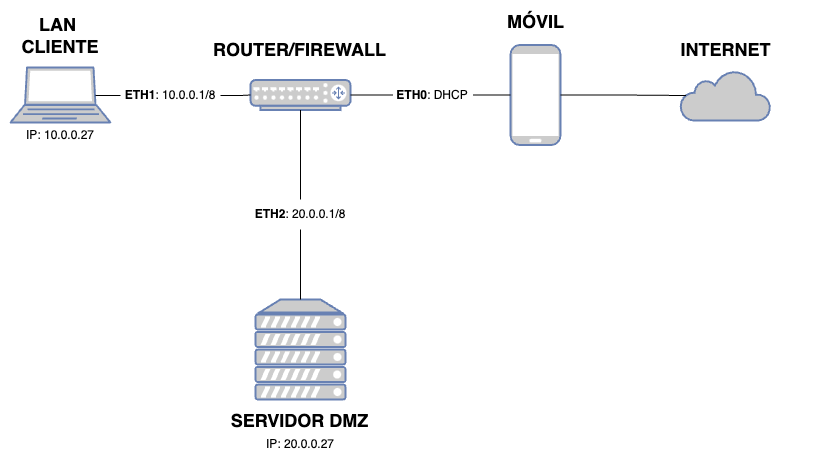 LAN
CLIENTE
ROUTER/FIREWALL
MÓVIL
INTERNET
ETH1: 10.0.0.1/8
ETH0: DHCP
IP: 10.0.0.27
ETH2: 20.0.0.1/8
SERVIDOR DMZ
IP: 20.0.0.27